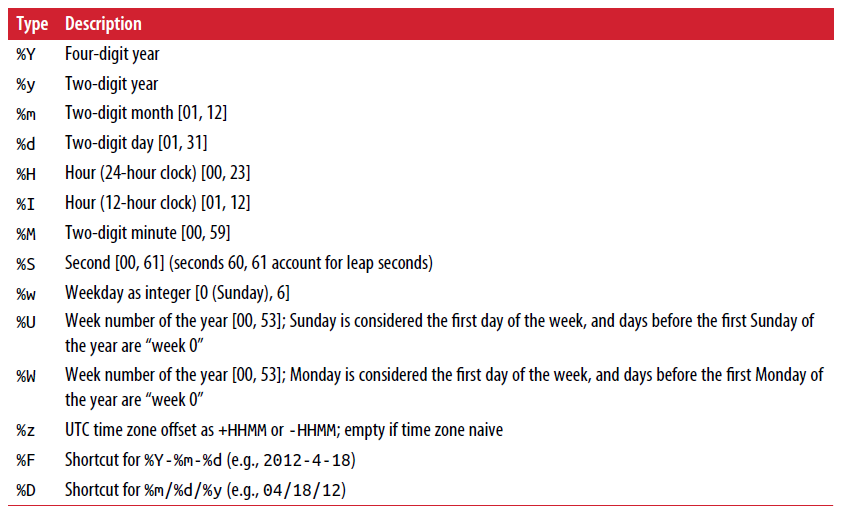 Type Description
%Y Four-digit year
%y Two-digit year
%m Two-digit month [01, 12]
%d Two-digit day [01, 31]
%H Hour (24-hour clock) [00, 23]
%I Hour (12-hour clock) [01, 12]
%M Two-digit minute [00, 59]
%S Second [00, 61] (seconds 60, 61 account for leap seconds)
%w Weekday as integer [0 (Sunday), 6]
%U Week number of the year [00, 53]; Sunday is considered the first day of the week, and days before the first Sunday of
the year are “week 0”
%W Week number of the year [00, 53]; Monday is considered the first day of the week, and days before the first Monday of
the year are “week 0”
%z UTC time zone offset as +HHMM or -HHMM; empty if time zone naive
%F Shortcut for %Y-%m-%d (e.g., 2012-4-18)
%D Shortcut for %m/%d/%y (e.g., 04/18/12)